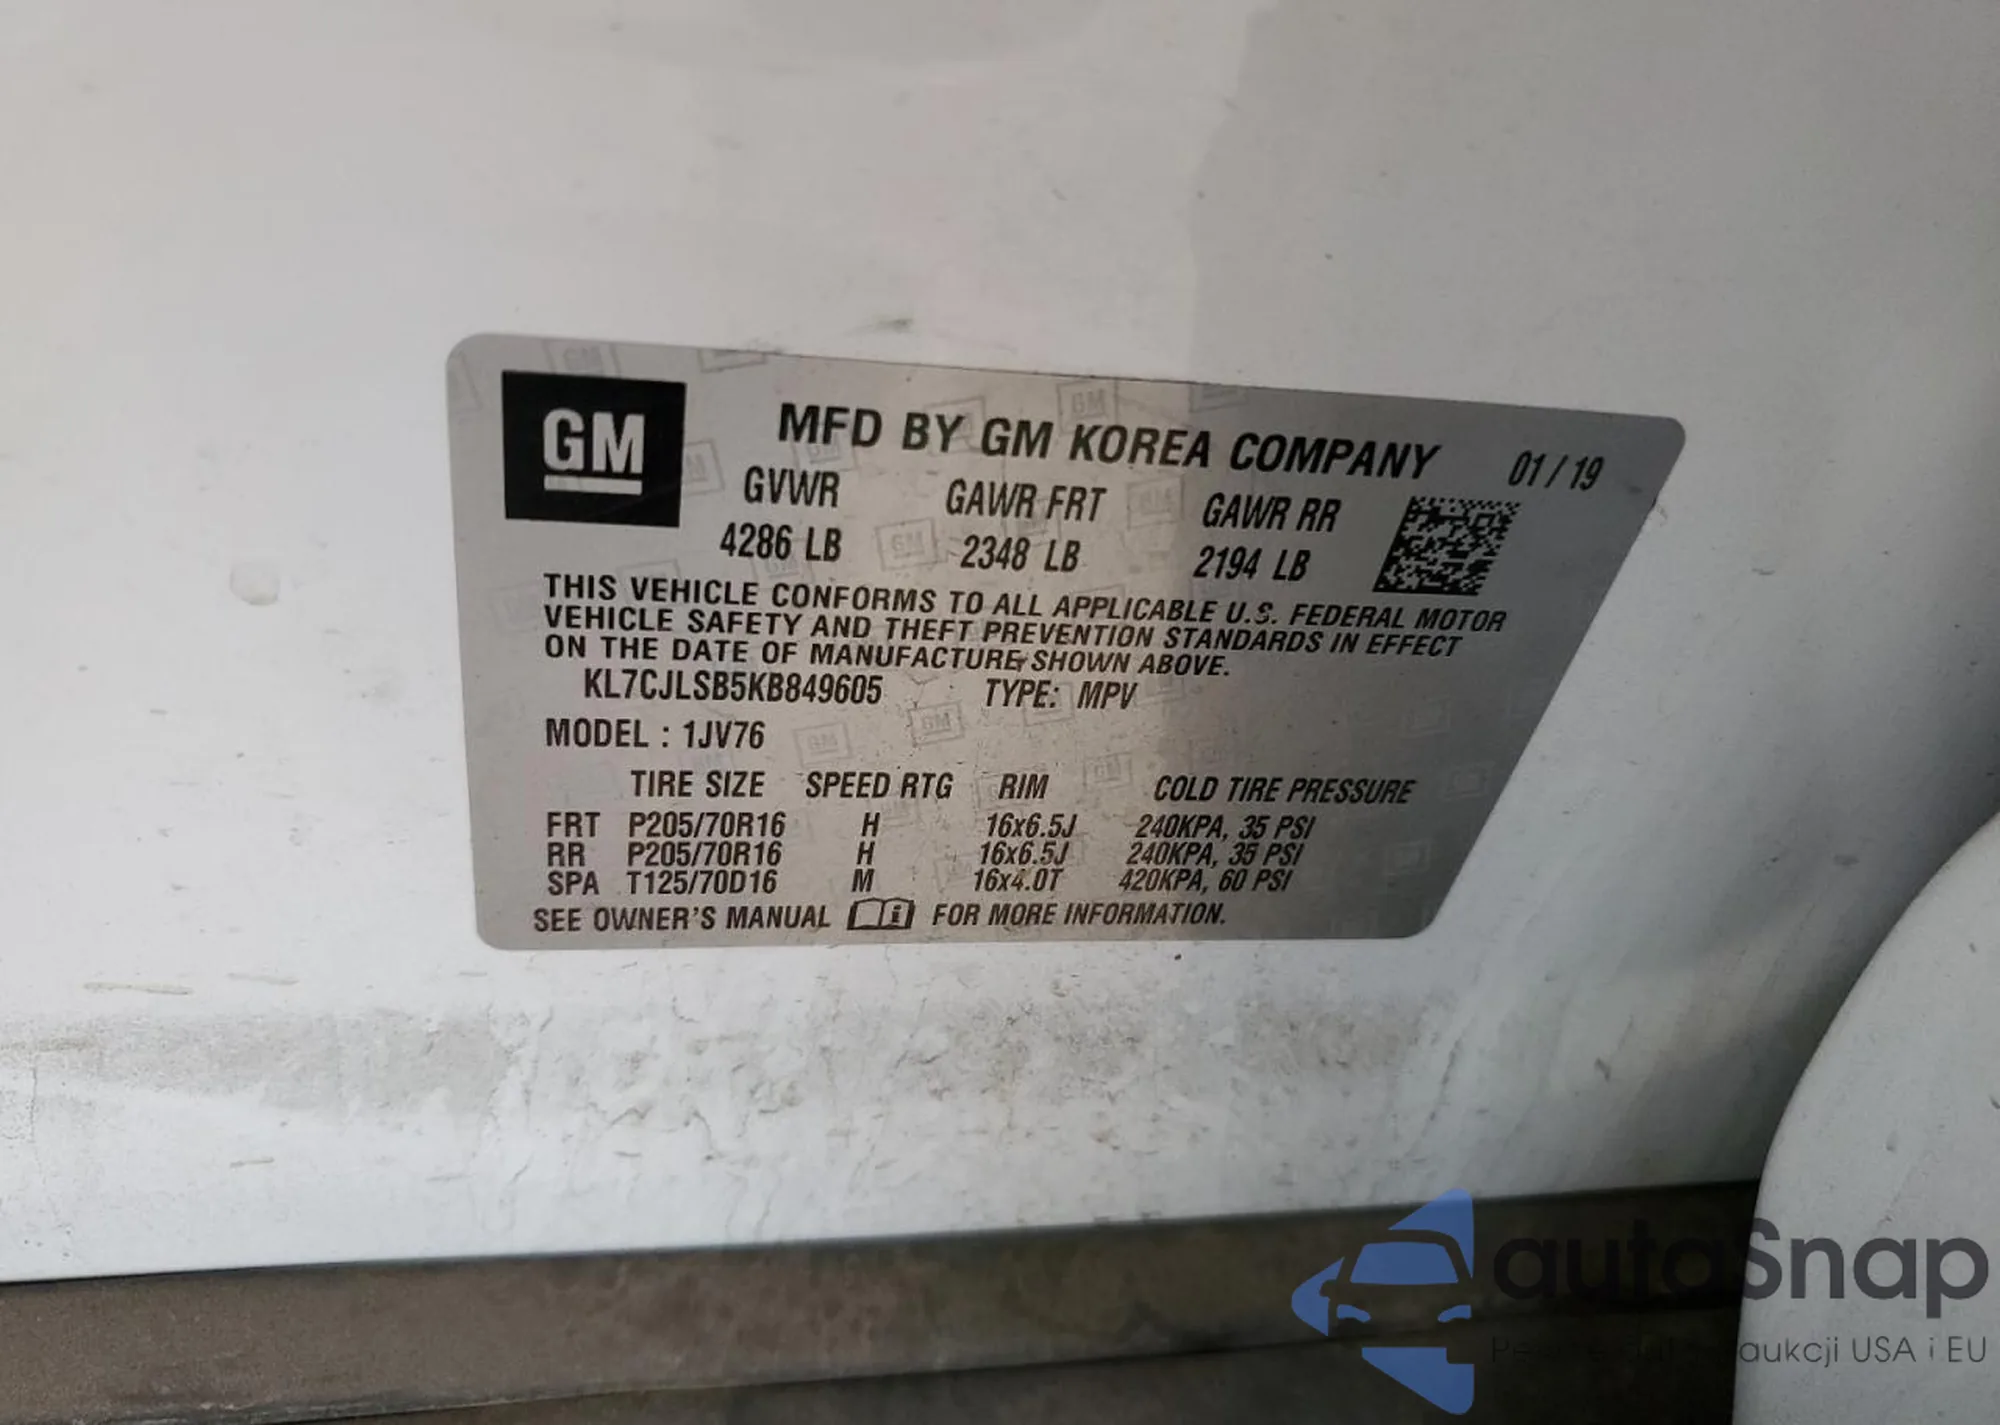 GM
MFD BY GM KOREA COMPANY 01/19
GVWR GAWR FRT GAWR RR
4286 LB 2348 LB 2194 LB
THIS VEHICLE CONFORMS TO ALL APPLICABLE U.S. FEDERAL MOTOR
VEHICLE SAFETY AND THEFT PREVENTION STANDARDS IN EFFECT
ON THE DATE OF MANUFACTURE SHOWN ABOVE.
KL7CJLSB5KB849605 TYPE: MPV
MODEL : 1JV76
TIRE SIZE SPEED RTG RIM COLD TIRE PRESSURE
FRT P205/70R16 H 16x6.5J 240KPA, 35 PSI
RR P205/70R16 H 16x6.5J 240KPA, 35 PSI
SPA T125/70D16 M 16x4.0T 420KPA, 60 PSI
SEE OWNER'S MANUAL FOR MORE INFORMATION.
autaSnap
aukcji USA i EU